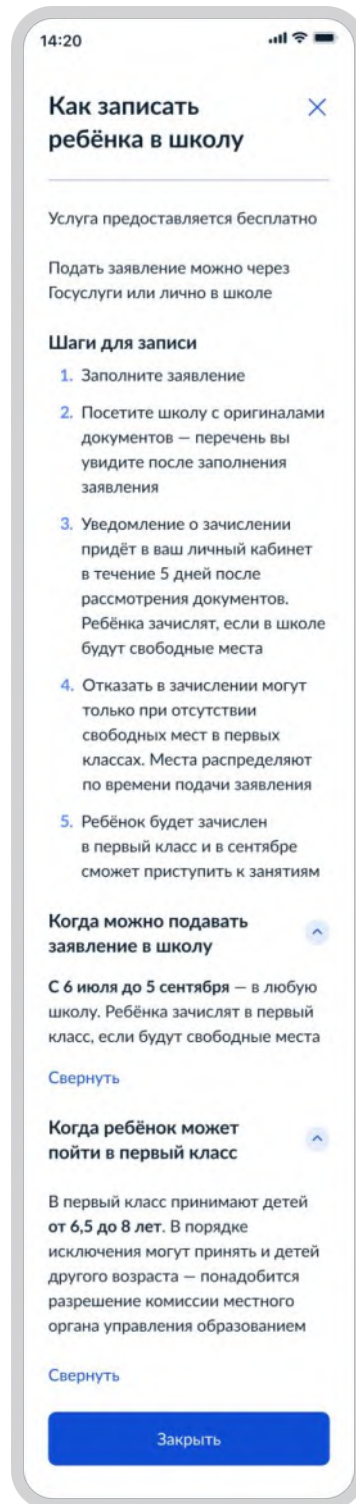 14:20
Как записать
ребёнка в школу
Услуга предоставляется бесплатно
Подать заявление можно через
Госуслуги или лично в школе
Шаги для записи
1. Заполните заявление
2. Посетите школу с оригиналами
документов — перечень вы
увидите после заполнения
заявления
3. Уведомление о зачислении
придёт в ваш личный кабинет
в течение 5 дней после
рассмотрения документов.
Ребёнка зачислят, если в школе
будут свободные места
4. Отказать в зачислении могут
только при отсутствии
свободных мест в первых
классах. Места распределяют
по времени подачи заявления
5. Ребёнок будет зачислен
в первый класс и в сентябре
сможет приступить к занятиям
Когда можно подавать
заявление в школу
С 6 июля до 5 сентября — в любую
школу. Ребёнка зачислят в первый
класс, если будут свободные места
Свернуть
Когда ребёнок может
пойти в первый класс
В первый класс принимают детей
от 6,5 до 8 лет. В порядке
исключения могут принять и детей
другого возраста — понадобится
разрешение комиссии местного
органа управления образованием
Свернуть
Закрыть